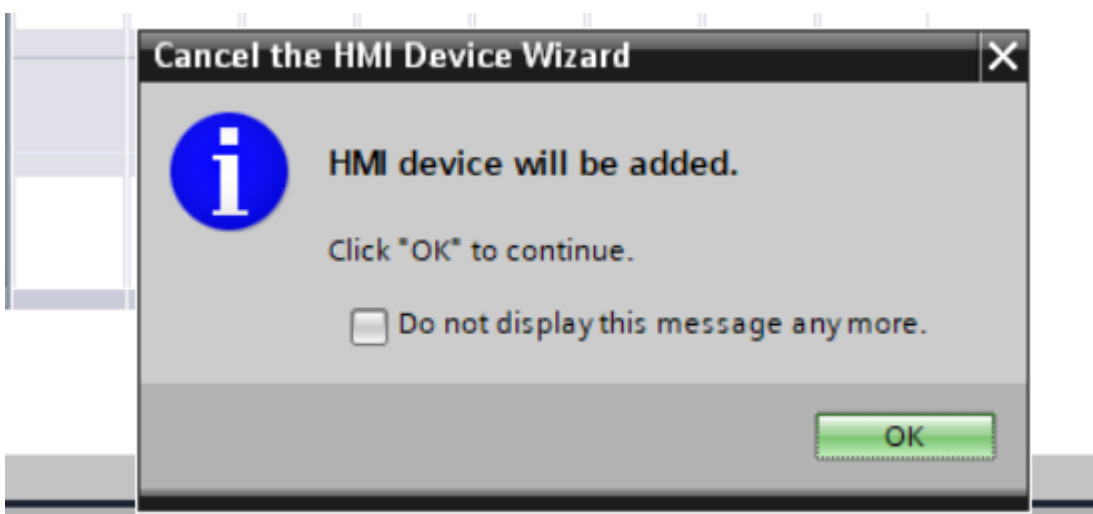 Cancel the HMI Device Wizard
HMI device will be added.
Click "OK" to continue.
Do not display this message any more.
OK